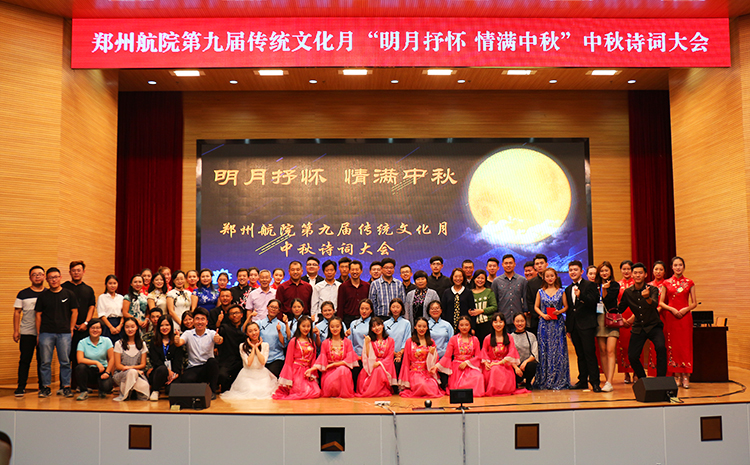 郑州航院第九届传统文化月“明月抒怀 情满中秋”中秋诗词大会
明月抒怀 情满中秋
郑州航院第九届传统文化月
中秋诗词大会